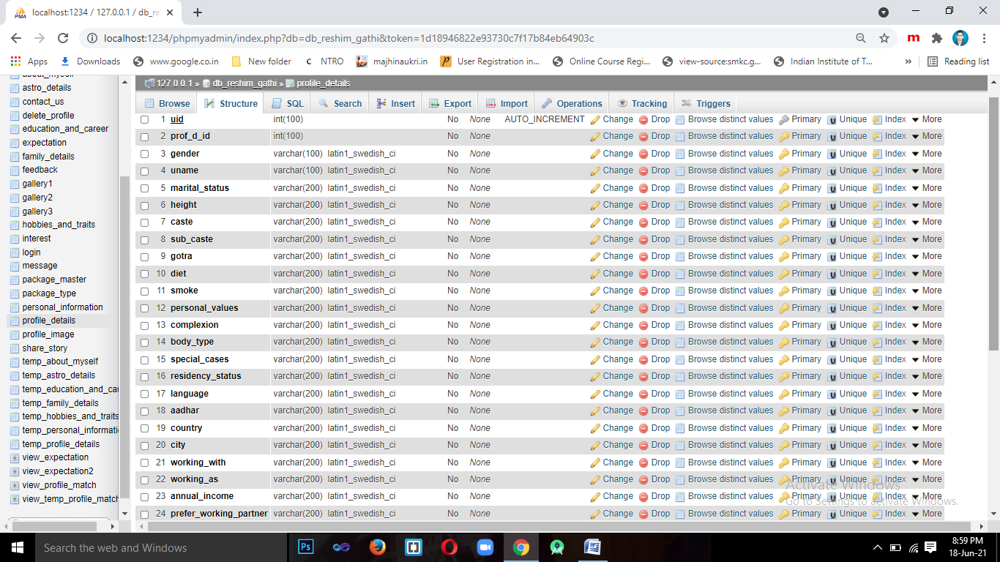 localhost:1234 / 127.0.0.1 / db_re
localhost:1234/phpmyadmin/index.php?db=db_reshim_gathi&token=1d18946822e93730c7f17b84eb64903c
Apps Downloads www.google.co.in New folder NTRO majhinaukri.in User Registration in... Online Course Regi... view-source:smkc.g... Indian Institute of T... » Reading list
about_myself
astro_details
contact_us
delete_profile
education_and_career
expectation
family_details
feedback
gallery1
gallery2
gallery3
hobbies_and_traits
interest
login
message
package_master
package_type
personal_information
profile_details
profile_image
share_story
temp_about_myself
temp_astro_details
temp_education_and_ca
temp_family_details
temp_hobbies_and_traits
temp_personal_informati
temp_profile_details
view_expectation
view_expectation2
view_profile_match
view_temp_profile_match
127.0.0.1 » db_reshim_gathi » profile_details
Browse Structure SQL Search Insert Export Import Operations Tracking Triggers
1 uid int(100) No None AUTO_INCREMENT Change Drop Browse distinct values Primary Unique Index More
2 prof_d_id int(100) No None Change Drop Browse distinct values Primary Unique Index More
3 gender varchar(100) latin1_swedish_ci No None Change Drop Browse distinct values Primary Unique Index More
4 uname varchar(100) latin1_swedish_ci No None Change Drop Browse distinct values Primary Unique Index More
5 marital_status varchar(200) latin1_swedish_ci No None Change Drop Browse distinct values Primary Unique Index More
6 height varchar(200) latin1_swedish_ci No None Change Drop Browse distinct values Primary Unique Index More
7 caste varchar(200) latin1_swedish_ci No None Change Drop Browse distinct values Primary Unique Index More
8 sub_caste varchar(200) latin1_swedish_ci No None Change Drop Browse distinct values Primary Unique Index More
9 gotra varchar(200) latin1_swedish_ci No None Change Drop Browse distinct values Primary Unique Index More
10 diet varchar(200) latin1_swedish_ci No None Change Drop Browse distinct values Primary Unique Index More
11 smoke varchar(200) latin1_swedish_ci No None Change Drop Browse distinct values Primary Unique Index More
12 personal_values varchar(200) latin1_swedish_ci No None Change Drop Browse distinct values Primary Unique Index More
13 complexion varchar(200) latin1_swedish_ci No None Change Drop Browse distinct values Primary Unique Index More
14 body_type varchar(200) latin1_swedish_ci No None Change Drop Browse distinct values Primary Unique Index More
15 special_cases varchar(200) latin1_swedish_ci No None Change Drop Browse distinct values Primary Unique Index More
16 residency_status varchar(200) latin1_swedish_ci No None Change Drop Browse distinct values Primary Unique Index More
17 language varchar(200) latin1_swedish_ci No None Change Drop Browse distinct values Primary Unique Index More
18 aadhar varchar(200) latin1_swedish_ci No None Change Drop Browse distinct values Primary Unique Index More
19 country varchar(200) latin1_swedish_ci No None Change Drop Browse distinct values Primary Unique Index More
20 city varchar(200) latin1_swedish_ci No None Change Drop Browse distinct values Primary Unique Index More
21 working_with varchar(200) latin1_swedish_ci No None Change Drop Browse distinct values Primary Unique Index More
22 working_as varchar(200) latin1_swedish_ci No None Change Drop Browse distinct values Primary Unique Index More
23 annual_income varchar(200) latin1_swedish_ci No None Change Drop Browse distinct values Primary Unique Index More
24 prefer_working_partner varchar(200) latin1_swedish_ci No None Change Drop Browse distinct values Primary Unique Index More
Activate Windows
Go to Settings to activate Windows.
Search the web and Windows
8:59 PM
18-Jun-21